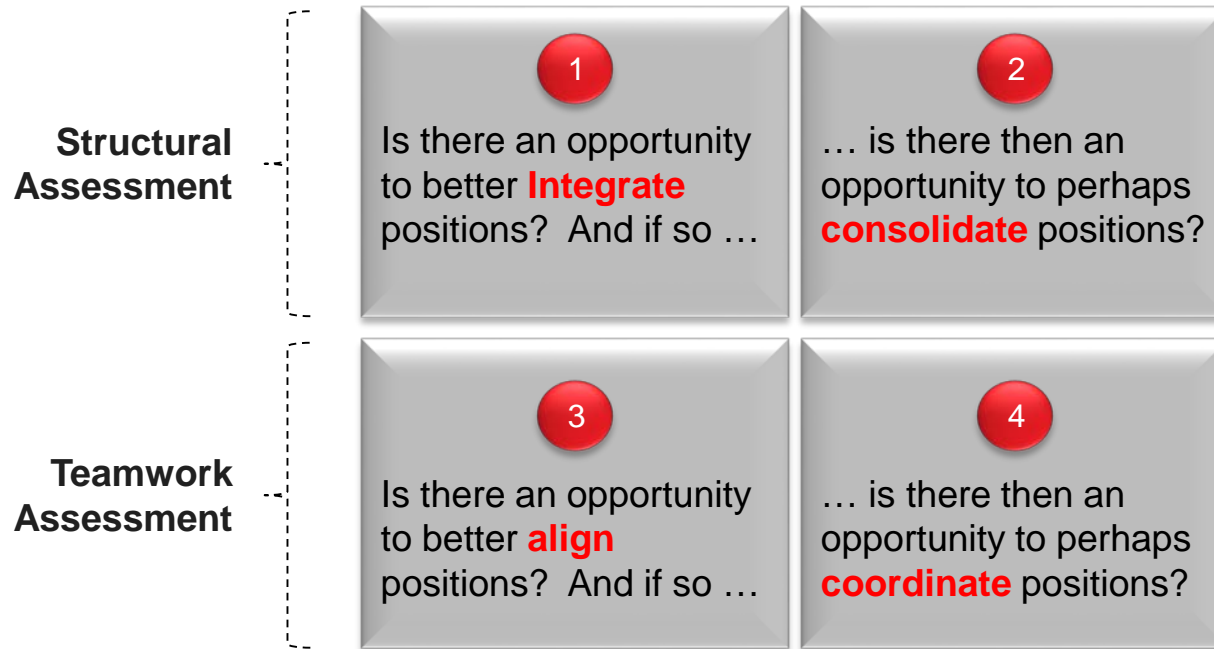 Structural
Assessment
1
Is there an opportunity
to better Integrate
positions?  And if so …
2
… is there then an
opportunity to perhaps
consolidate positions?
Teamwork
Assessment
3
Is there an opportunity
to better align
positions?  And if so …
4
… is there then an
opportunity to perhaps
coordinate positions?